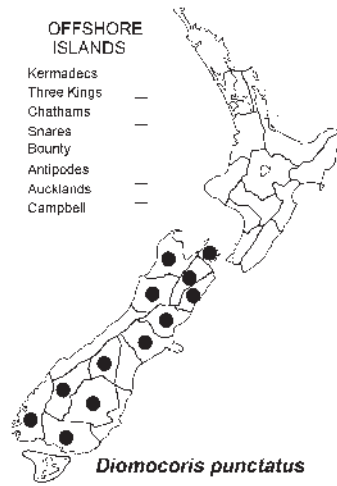 OFFSHORE
ISLANDS
Kermadecs
Three Kings
Chathams
Snares
Bounty
Antipodes
Aucklands
Campbell
Diomocoris punctatus